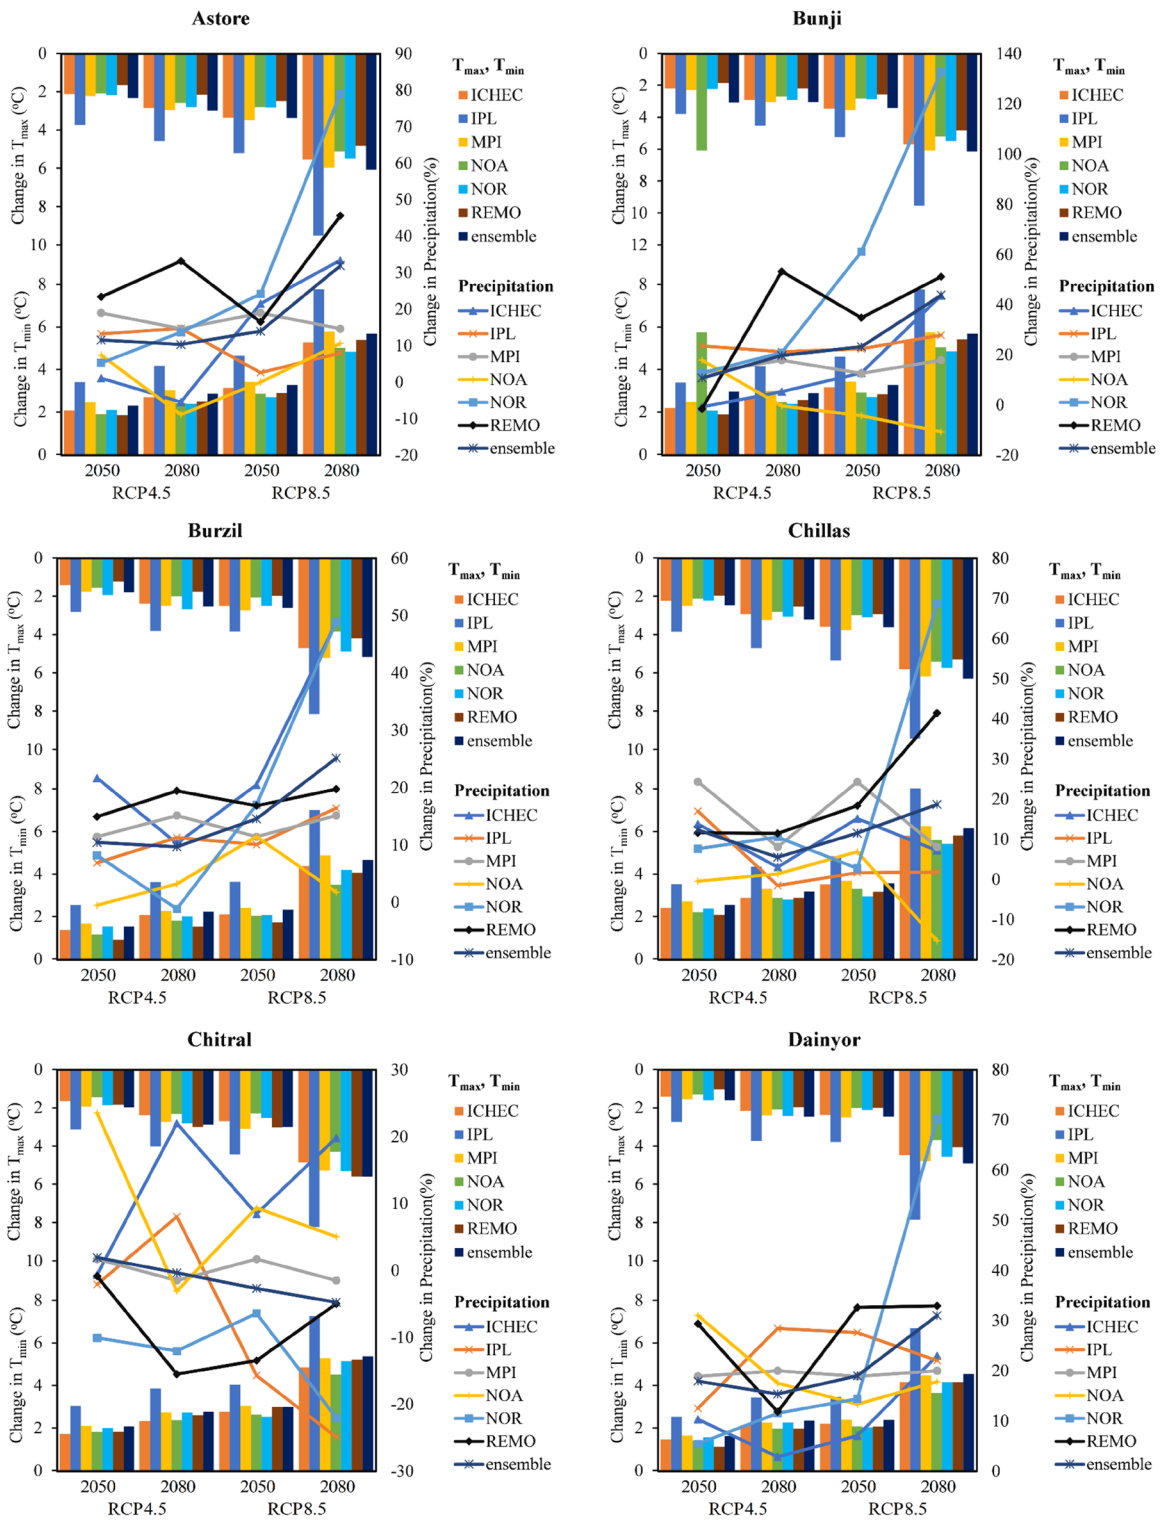 Astore
Change in Tmax (oC)
0
2
4
6
8
10
Change in Tmin (oC)
8
6
4
2
0
90
80
70
60
50
40
30
20
10
0
-10
-20
Change in Precipitation(%)
2050 2080 2050 2080
RCP4.5 RCP8.5
Tmax, Tmin
ICHEC
IPL
MPI
NOA
NOR
REMO
ensemble
Precipitation
ICHEC
IPL
MPI
NOA
NOR
REMO
ensemble
Bunji
Change in Tmax (oC)
0
2
4
6
8
10
12
Change in Tmin (oC)
8
6
4
2
0
140
120
100
80
60
40
20
0
-20
Change in Precipitation(%)
2050 2080 2050 2080
RCP4.5 RCP8.5
Tmax, Tmin
ICHEC
IPL
MPI
NOA
NOR
REMO
ensemble
Precipitation
ICHEC
IPL
MPI
NOA
NOR
REMO
ensemble
Burzil
Change in Tmax (oC)
0
2
4
6
8
10
Change in Tmin (oC)
8
6
4
2
0
60
50
40
30
20
10
0
-10
Change in Precipitation(%)
2050 2080 2050 2080
RCP4.5 RCP8.5
Tmax, Tmin
ICHEC
IPL
MPI
NOA
NOR
REMO
ensemble
Precipitation
ICHEC
IPL
MPI
NOA
NOR
REMO
ensemble
Chillas
Change in Tmax (oC)
0
2
4
6
8
10
Change in Tmin (oC)
8
6
4
2
0
80
70
60
50
40
30
20
10
0
-10
-20
Change in Precipitation(%)
2050 2080 2050 2080
RCP4.5 RCP8.5
Tmax, Tmin
ICHEC
IPL
MPI
NOA
NOR
REMO
ensemble
Precipitation
ICHEC
IPL
MPI
NOA
NOR
REMO
ensemble
Chitral
Change in Tmax (oC)
0
2
4
6
8
10
Change in Tmin (oC)
8
6
4
2
0
30
20
10
0
-10
-20
-30
Change in Precipitation(%)
2050 2080 2050 2080
RCP4.5 RCP8.5
Tmax, Tmin
ICHEC
IPL
MPI
NOA
NOR
REMO
ensemble
Precipitation
ICHEC
IPL
MPI
NOA
NOR
REMO
ensemble
Dainyor
Change in Tmax (oC)
0
2
4
6
8
10
Change in Tmin (oC)
8
6
4
2
0
80
70
60
50
40
30
20
10
0
Change in Precipitation(%)
2050 2080 2050 2080
RCP4.5 RCP8.5
Tmax, Tmin
ICHEC
IPL
MPI
NOA
NOR
REMO
ensemble
Precipitation
ICHEC
IPL
MPI
NOA
NOR
REMO
ensemble